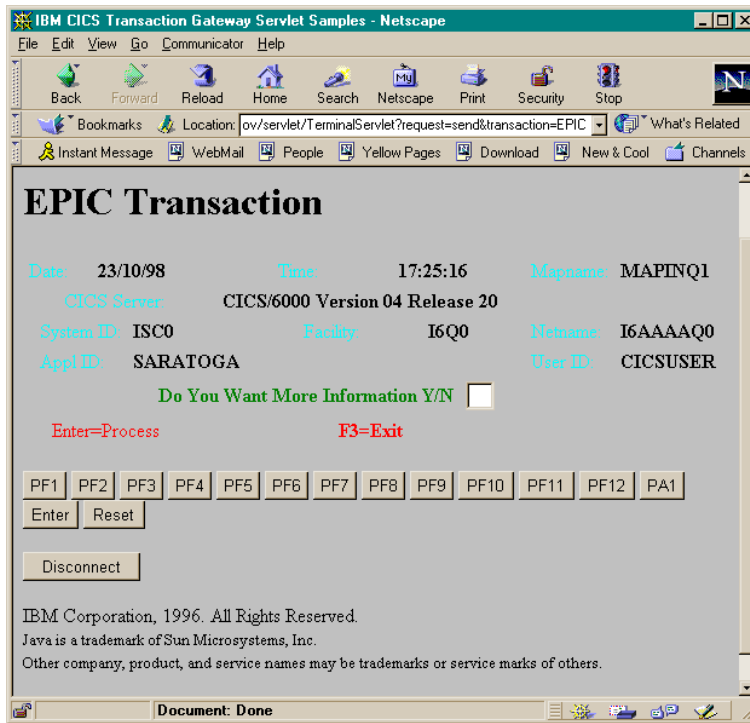 IBM CICS Transaction Gateway Servlet Samples - Netscape
File Edit View Go Communicator Help
My
N
Back Forward Reload Home Search Netscape Print Security Stop
Bookmarks Location: ov/servlet/TerminalServlet?request=send&transaction=EPIC What's Related
Instant Message WebMail People Yellow Pages Download New & Cool Channels
EPIC Transaction
Date 23/10/98 Time: 17:25:16 Mapname: MAPINQ1
CICS Server: CICS/6000 Version 04 Release 20
System ID: ISC0 Facility: I6Q0 Netname: I6AAAAQ0
Appl ID: SARATOGA User ID: CICSUSER
Do You Want More Information Y/N
Enter=Process F3=Exit
PF1 PF2 PF3 PF4 PF5 PF6 PF7 PF8 PF9 PF10 PF11 PF12 PA1
Enter Reset
Disconnect
IBM Corporation, 1996. All Rights Reserved.
Java is a trademark of Sun Microsystems, Inc.
Other company, product, and service names may be trademarks or service marks of others.
Document: Done